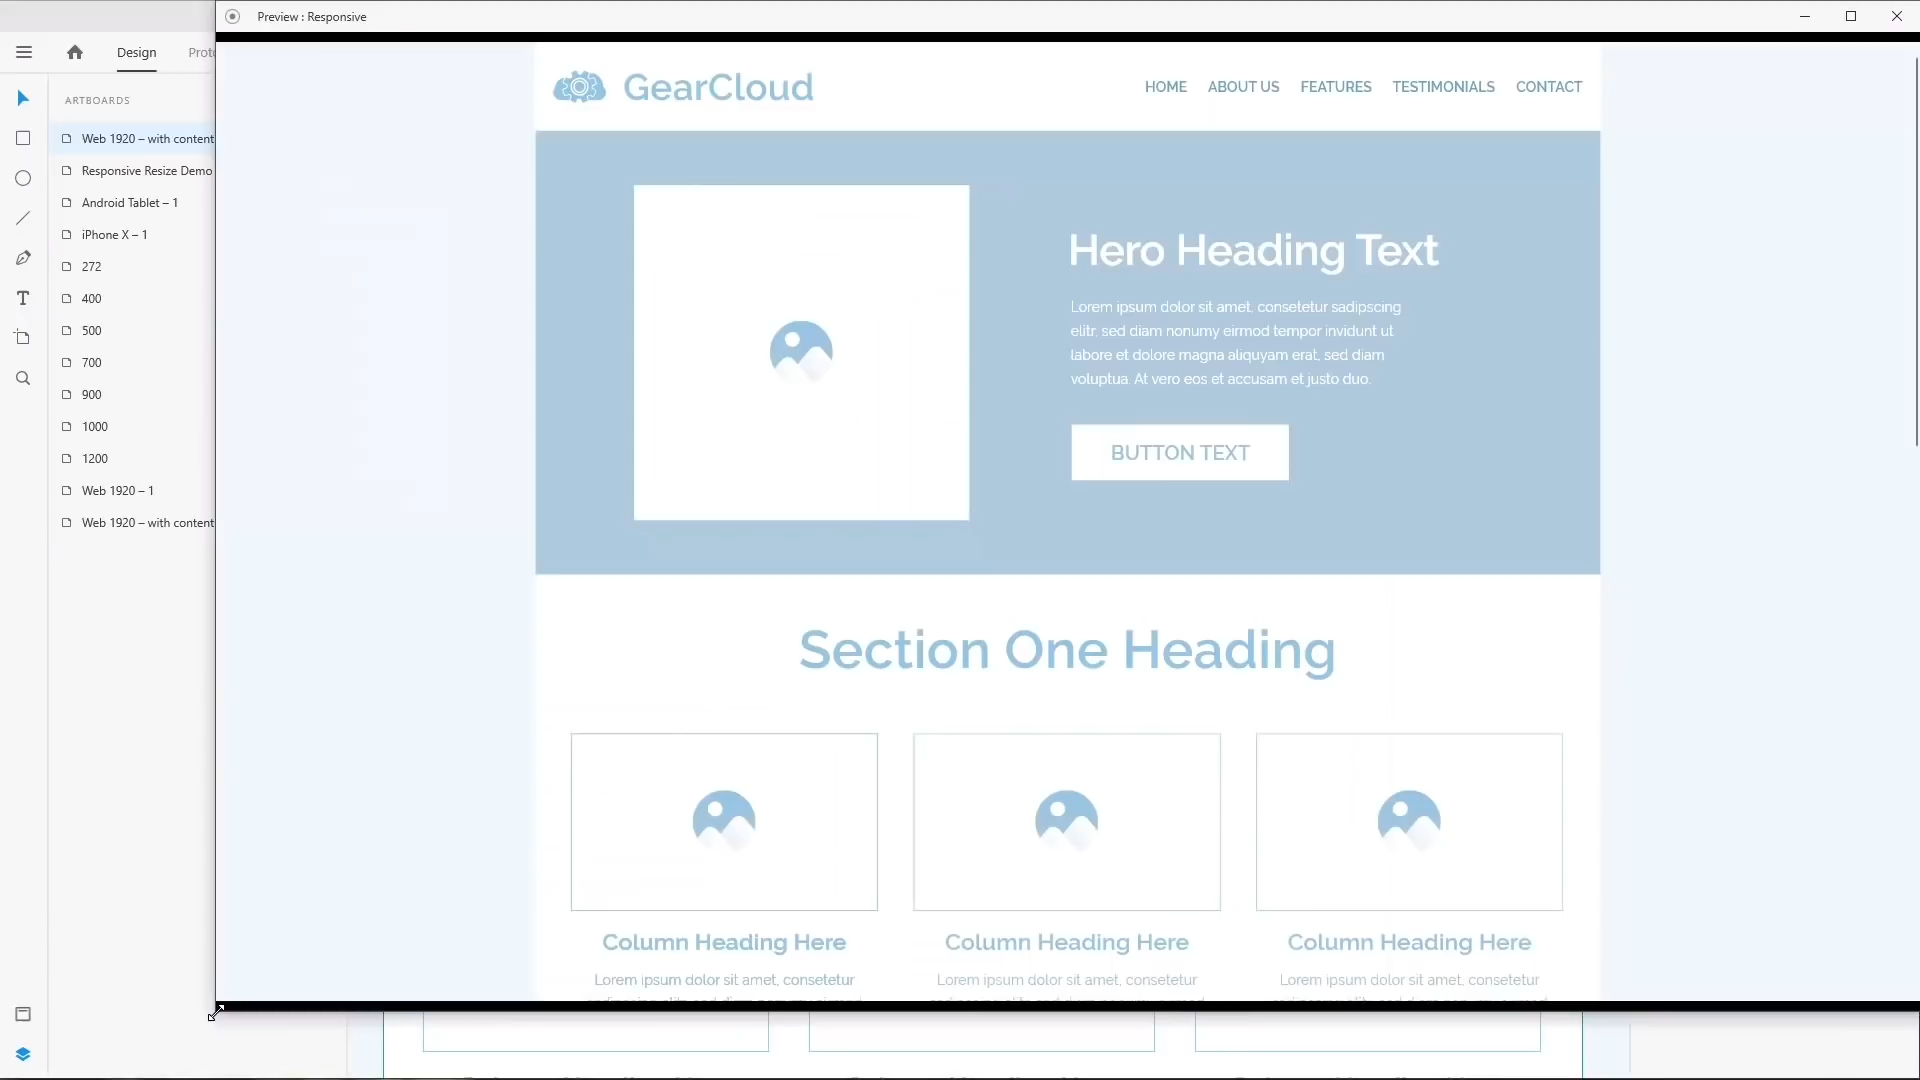 Preview : Responsive
Design
Proto
ARTBOARDS
Web 1920 – with content
Responsive Resize Demo
Android Tablet – 1
iPhone X – 1
272
400
500
700
900
1000
1200
Web 1920 – 1
Web 1920 – with content
GearCloud
HOME ABOUT US FEATURES TESTIMONIALS CONTACT
Hero Heading Text
Lorem ipsum dolor sit amet, consetetur sadipscing
elitr, sed diam nonumy eirmod tempor invidunt ut
labore et dolore magna aliquyam erat, sed diam
voluptua. At vero eos et accusam et justo duo.
BUTTON TEXT
Section One Heading
Column Heading Here
Lorem ipsum dolor sit amet, consetetur
Column Heading Here
Lorem ipsum dolor sit amet, consetetur
Column Heading Here
Lorem ipsum dolor sit amet, consetetur